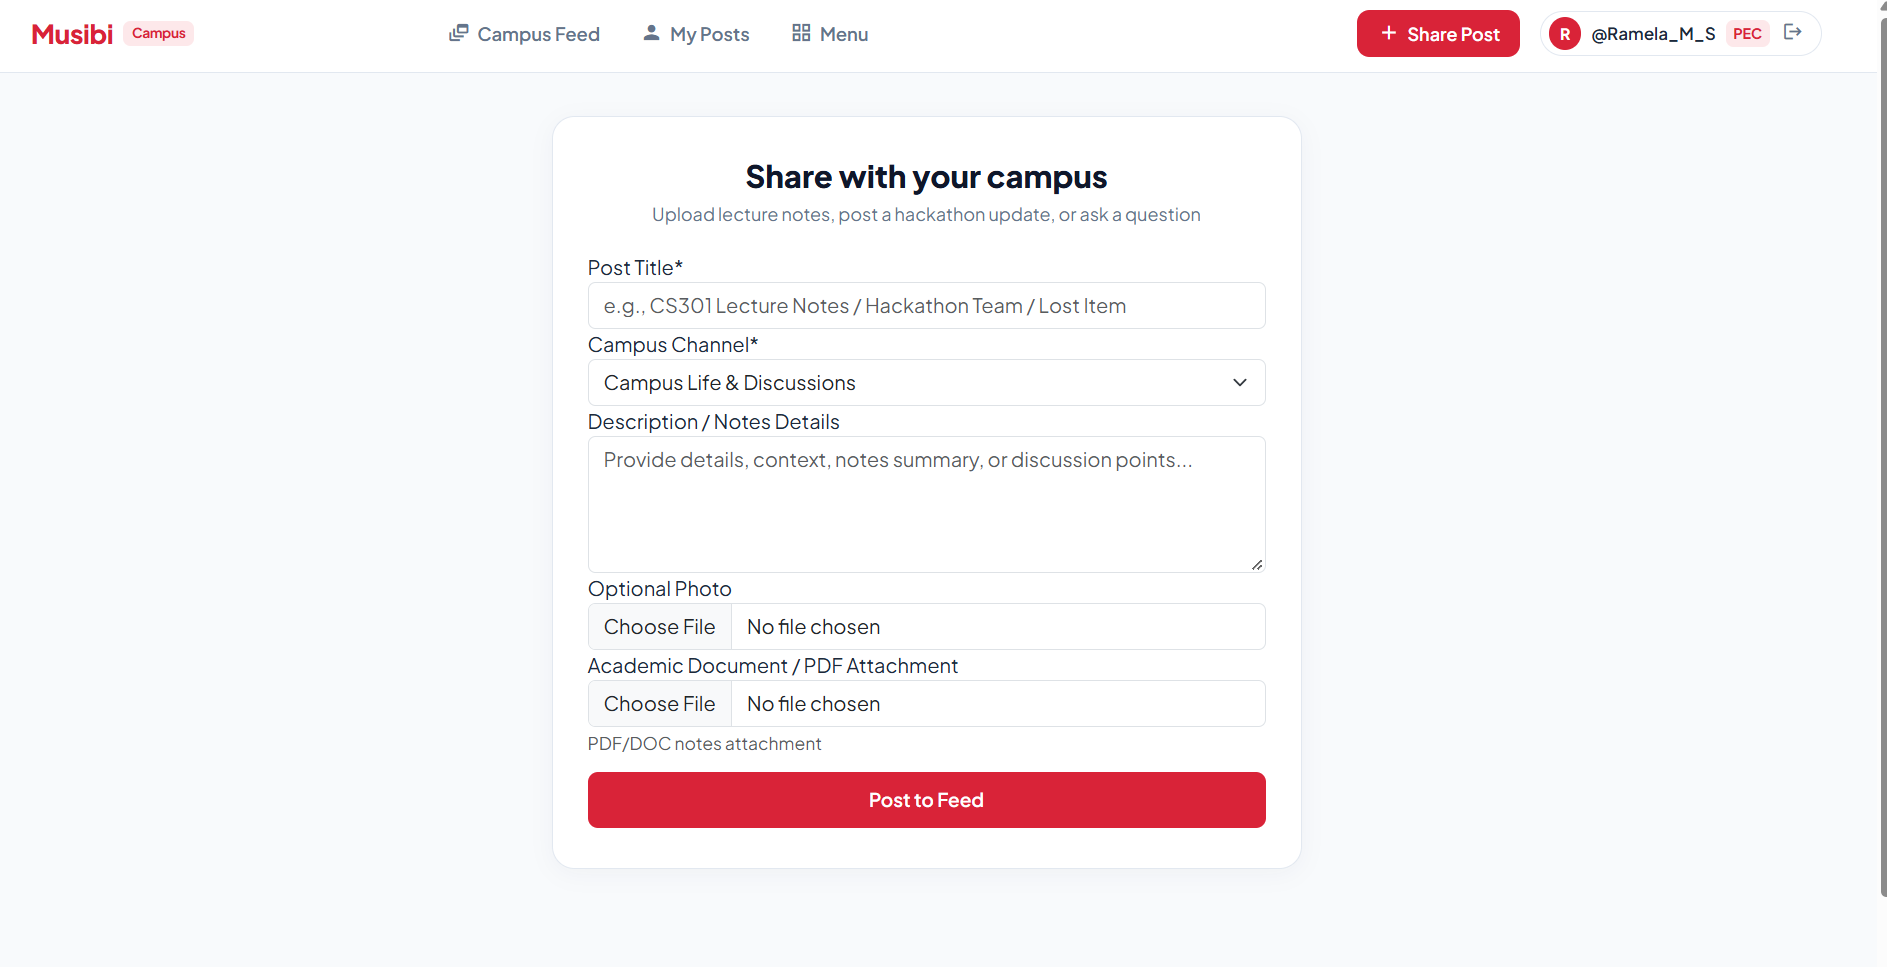 Musibi Campus
Campus Feed
My Posts
Menu
+ Share Post
R @Ramela_M_S PEC
Share with your campus
Upload lecture notes, post a hackathon update, or ask a question
Post Title*
e.g., CS301 Lecture Notes / Hackathon Team / Lost Item
Campus Channel*
Campus Life & Discussions
Description / Notes Details
Provide details, context, notes summary, or discussion points...
Optional Photo
Choose File No file chosen
Academic Document / PDF Attachment
Choose File No file chosen
PDF/DOC notes attachment
Post to Feed